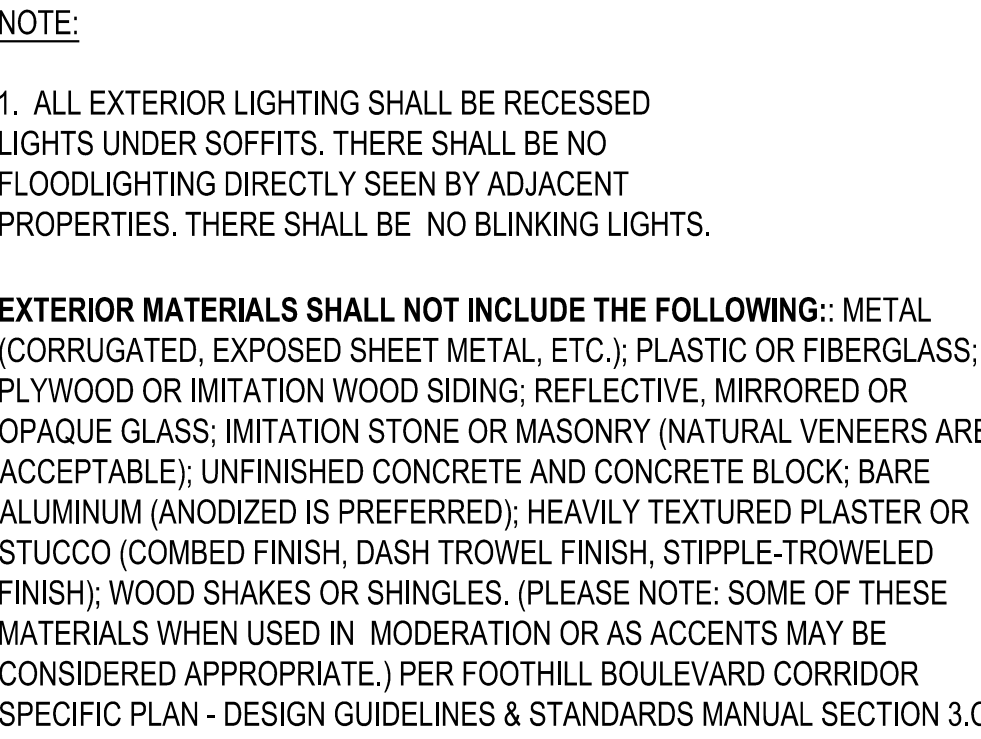 NOTE:
1. ALL EXTERIOR LIGHTING SHALL BE RECESSED
LIGHTS UNDER SOFFITS. THERE SHALL BE NO
FLOODLIGHTING DIRECTLY SEEN BY ADJACENT
PROPERTIES. THERE SHALL BE  NO BLINKING LIGHTS.
EXTERIOR MATERIALS SHALL NOT INCLUDE THE FOLLOWING:: METAL
(CORRUGATED, EXPOSED SHEET METAL, ETC.); PLASTIC OR FIBERGLASS;
PLYWOOD OR IMITATION WOOD SIDING; REFLECTIVE, MIRRORED OR
OPAQUE GLASS; IMITATION STONE OR MASONRY (NATURAL VENEERS ARE
ACCEPTABLE); UNFINISHED CONCRETE AND CONCRETE BLOCK; BARE
ALUMINUM (ANODIZED IS PREFERRED); HEAVILY TEXTURED PLASTER OR
STUCCO (COMBED FINISH, DASH TROWEL FINISH, STIPPLE-TROWELED
FINISH); WOOD SHAKES OR SHINGLES. (PLEASE NOTE: SOME OF THESE
MATERIALS WHEN USED IN  MODERATION OR AS ACCENTS MAY BE
CONSIDERED APPROPRIATE.) PER FOOTHILL BOULEVARD CORRIDOR
SPECIFIC PLAN - DESIGN GUIDELINES & STANDARDS MANUAL SECTION